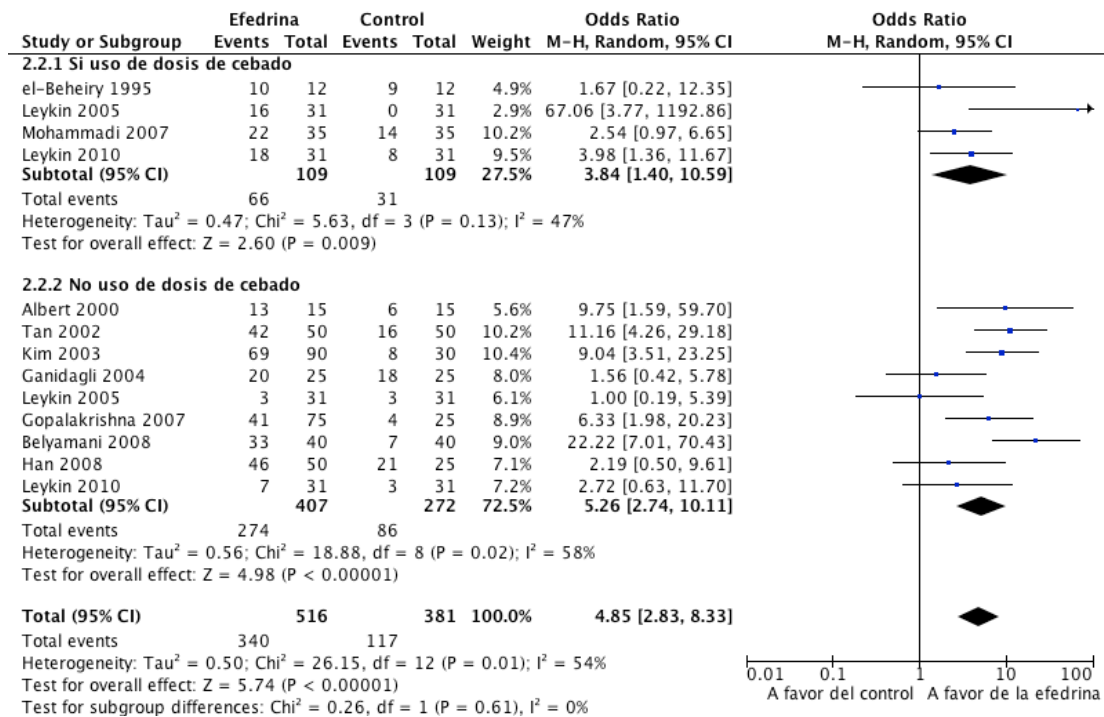 Efedrina Control Odds Ratio Odds Ratio
Study or Subgroup Events Total Events Total Weight M-H, Random, 95% CI M-H, Random, 95% CI
2.2.1 Si uso de dosis de cebado
el-Beheiry 1995 10 12 9 12 4.9% 1.67 [0.22, 12.35]
Leykin 2005 16 31 0 31 2.9% 67.06 [3.77, 1192.86]
Mohammadi 2007 22 35 14 35 10.2% 2.54 [0.97, 6.65]
Leykin 2010 18 31 8 31 9.5% 3.98 [1.36, 11.67]
Subtotal (95% CI) 109 109 27.5% 3.84 [1.40, 10.59]
Total events 66 31
Heterogeneity: Tau² = 0.47; Chi² = 5.63, df = 3 (P = 0.13); I² = 47%
Test for overall effect: Z = 2.60 (P = 0.009)
2.2.2 No uso de dosis de cebado
Albert 2000 13 15 6 15 5.6% 9.75 [1.59, 59.70]
Tan 2002 42 50 16 50 10.2% 11.16 [4.26, 29.18]
Kim 2003 69 90 8 30 10.4% 9.04 [3.51, 23.25]
Ganidagli 2004 20 25 18 25 8.0% 1.56 [0.42, 5.78]
Leykin 2005 3 31 3 31 6.1% 1.00 [0.19, 5.39]
Gopalakrishna 2007 41 75 4 25 9.0% 6.33 [1.98, 20.23]
Belyamani 2008 33 40 7 40 9.0% 22.22 [7.01, 70.43]
Han 2008 46 50 21 25 7.1% 2.19 [0.50, 9.61]
Leykin 2010 7 31 3 31 7.2% 2.72 [0.63, 11.70]
Subtotal (95% CI) 407 272 72.5% 5.26 [2.74, 10.11]
Total events 274 86
Heterogeneity: Tau² = 0.56; Chi² = 18.88, df = 8 (P = 0.02); I² = 58%
Test for overall effect: Z = 4.98 (P < 0.00001)
Total (95% CI) 516 381 100.0% 4.85 [2.83, 8.33]
Total events 340 117
Heterogeneity: Tau² = 0.50; Chi² = 26.15, df = 12 (P = 0.01); I² = 54%
Test for overall effect: Z = 5.74 (P < 0.00001)
Test for subgroup differences: Chi² = 0.26, df = 1 (P = 0.61), I² = 0%
0.01 0.1 1 10 100
A favor del control A favor de la efedrina